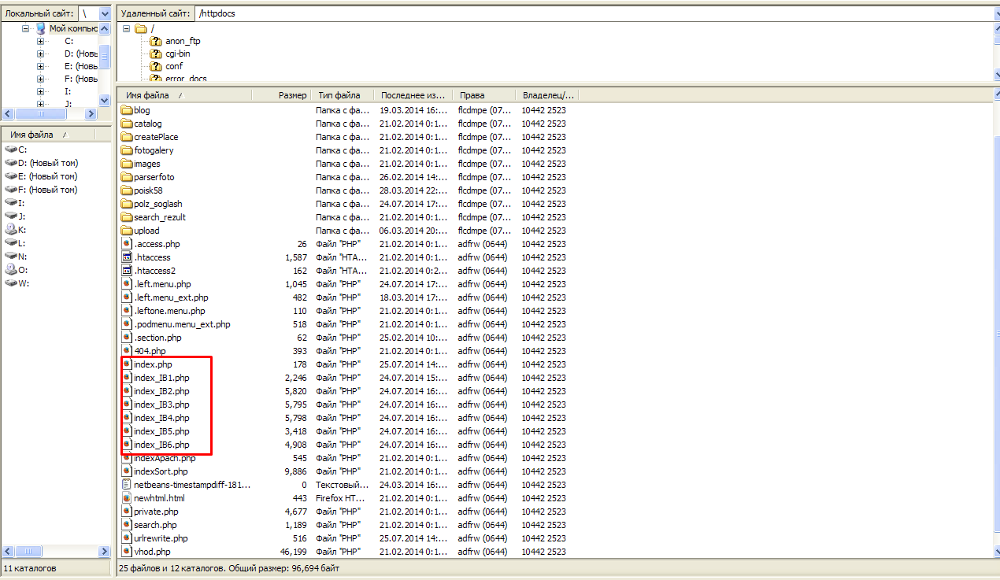 Локальный сайт: \
Мой компью
C:
D: (Новь
E: (Новь
F: (Новь
I:
J:
Имя файла
C:
D: (Новый том)
E: (Новый том)
F: (Новый том)
I:
J:
K:
L:
N:
O:
W:
11 каталогов
Удаленный сайт: /httpdocs
/
anon_ftp
cgi-bin
conf
error_docs
Имя файла Размер Тип файла Последнее из... Права Владелец/...
blog Папка с фа... 19.03.2014 16:... flcdmpe (07... 10442 2523
catalog Папка с фа... 21.02.2014 0:1... flcdmpe (07... 10442 2523
createPlace Папка с фа... 21.02.2014 0:1... flcdmpe (07... 10442 2523
fotogalery Папка с фа... 21.02.2014 0:1... flcdmpe (07... 10442 2523
images Папка с фа... 21.02.2014 0:1... flcdmpe (07... 10442 2523
parserfoto Папка с фа... 26.02.2014 14:... flcdmpe (07... 10442 2523
poisk58 Папка с фа... 28.03.2014 22:... flcdmpe (07... 10442 2523
polz_soglash Папка с фа... 24.07.2014 17:... flcdmpe (07... 10442 2523
search_rezult Папка с фа... 21.02.2014 0:1... flcdmpe (07... 10442 2523
upload Папка с фа... 06.03.2014 20:... flcdmpe (07... 10442 2523
.access.php 26 Файл "PHP" 21.02.2014 0:1... adfrw (0644) 10442 2523
.htaccess 1,587 Файл "HTA... 21.02.2014 0:1... adfrw (0644) 10442 2523
.htaccess2 162 Файл "HTA... 21.02.2014 0:2... adfrw (0644) 10442 2523
.left.menu.php 1,045 Файл "PHP" 24.07.2014 17:... adfrw (0644) 10442 2523
.left.menu_ext.php 482 Файл "PHP" 18.03.2014 17:... adfrw (0644) 10442 2523
.leftone.menu.php 110 Файл "PHP" 21.02.2014 0:1... adfrw (0644) 10442 2523
.podmenu.menu_ext.php 518 Файл "PHP" 21.02.2014 0:1... adfrw (0644) 10442 2523
.section.php 62 Файл "PHP" 25.02.2014 10:... adfrw (0644) 10442 2523
404.php 393 Файл "PHP" 21.02.2014 0:1... adfrw (0644) 10442 2523
index.php 178 Файл "PHP" 25.07.2014 14:... adfrw (0644) 10442 2523
index_IB1.php 2,246 Файл "PHP" 24.07.2014 15:... adfrw (0644) 10442 2523
index_IB2.php 5,820 Файл "PHP" 24.07.2014 16:... adfrw (0644) 10442 2523
index_IB3.php 5,795 Файл "PHP" 24.07.2014 16:... adfrw (0644) 10442 2523
index_IB4.php 5,798 Файл "PHP" 24.07.2014 16:... adfrw (0644) 10442 2523
index_IB5.php 3,418 Файл "PHP" 24.07.2014 16:... adfrw (0644) 10442 2523
index_IB6.php 4,908 Файл "PHP" 24.07.2014 16:... adfrw (0644) 10442 2523
indexApach.php 545 Файл "PHP" 21.02.2014 0:1... adfrw (0644) 10442 2523
indexSort.php 9,886 Файл "PHP" 21.02.2014 0:1... adfrw (0644) 10442 2523
netbeans-timestampdiff-181... 0 Текстовый... 24.03.2014 16:... adfrw (0644) 10442 2523
newhtml.html 443 Firefox HT... 21.02.2014 0:1... adfrw (0644) 10442 2523
private.php 4,677 Файл "PHP" 21.02.2014 0:1... adfrw (0644) 10442 2523
search.php 1,189 Файл "PHP" 21.02.2014 0:1... adfrw (0644) 10442 2523
urlrewrite.php 516 Файл "PHP" 25.07.2014 14:... adfrw (0644) 10442 2523
vhod.php 46,199 Файл "PHP" 21.02.2014 0:1... adfrw (0644) 10442 2523
25 файлов и 12 каталогов. Общий размер: 96,694 байт